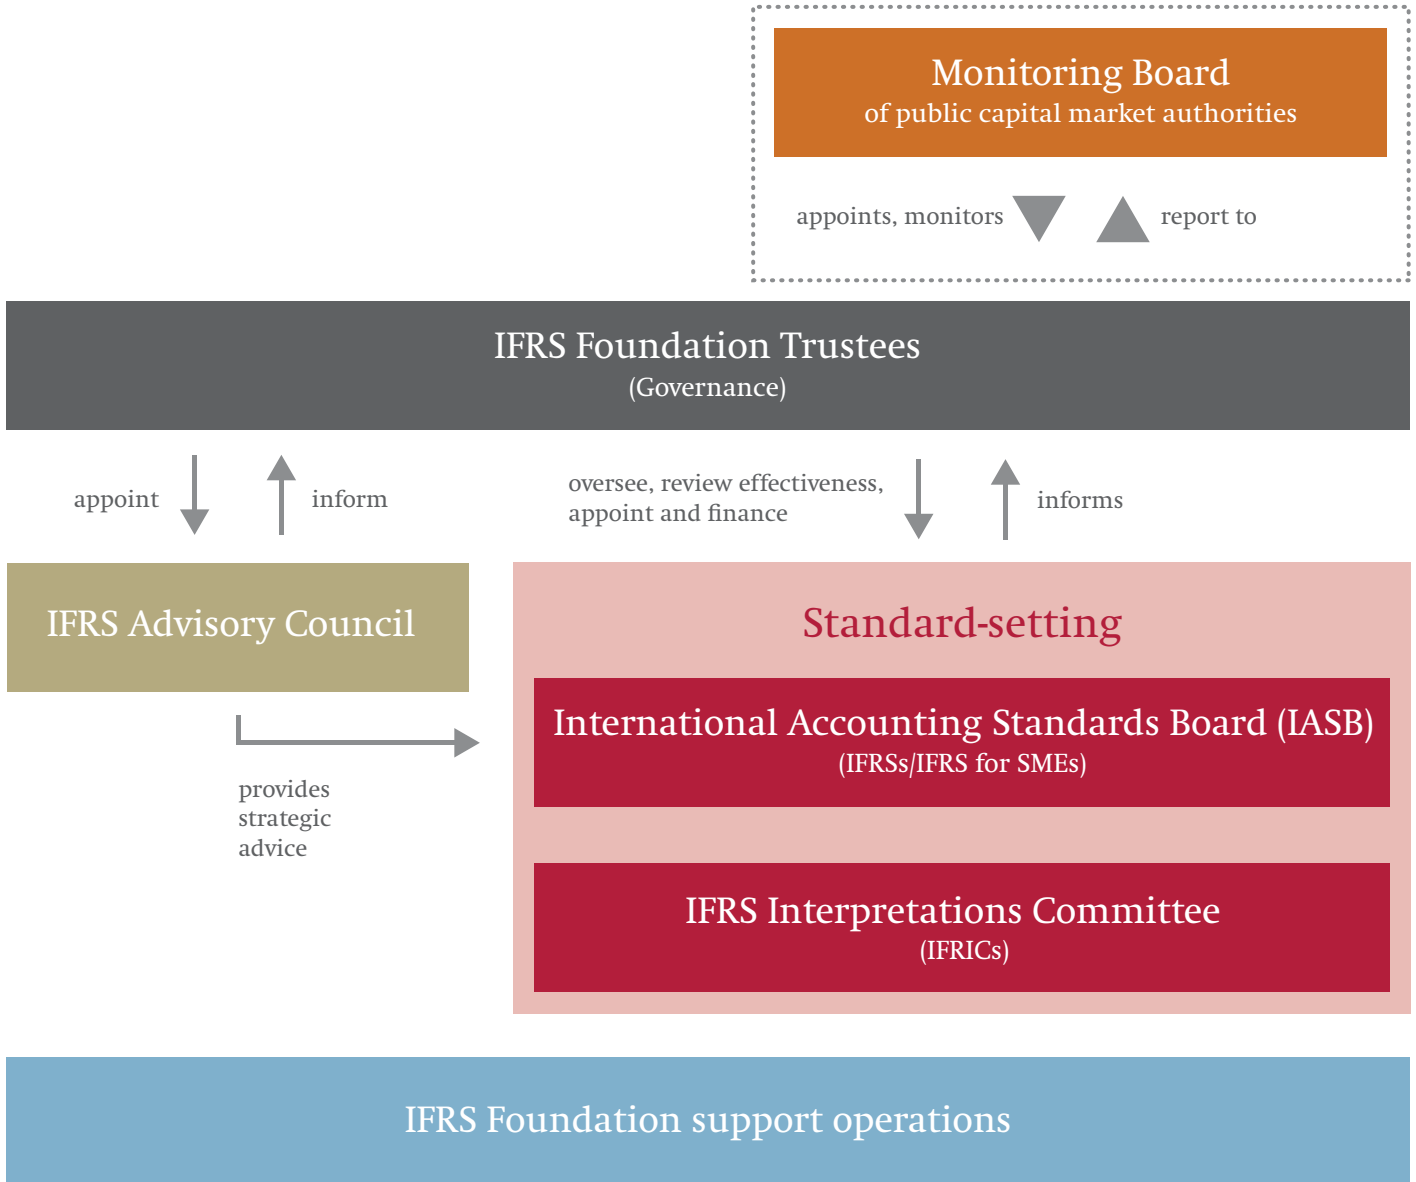 Monitoring Board
of public capital market authorities
appoints, monitors
report to
IFRS Foundation Trustees
(Governance)
appoint
inform
oversee, review effectiveness,
appoint and finance
informs
IFRS Advisory Council
Standard-setting
International Accounting Standards Board (IASB)
(IFRSs/IFRS for SMEs)
provides
strategic
advice
IFRS Interpretations Committee
(IFRICs)
IFRS Foundation support operations